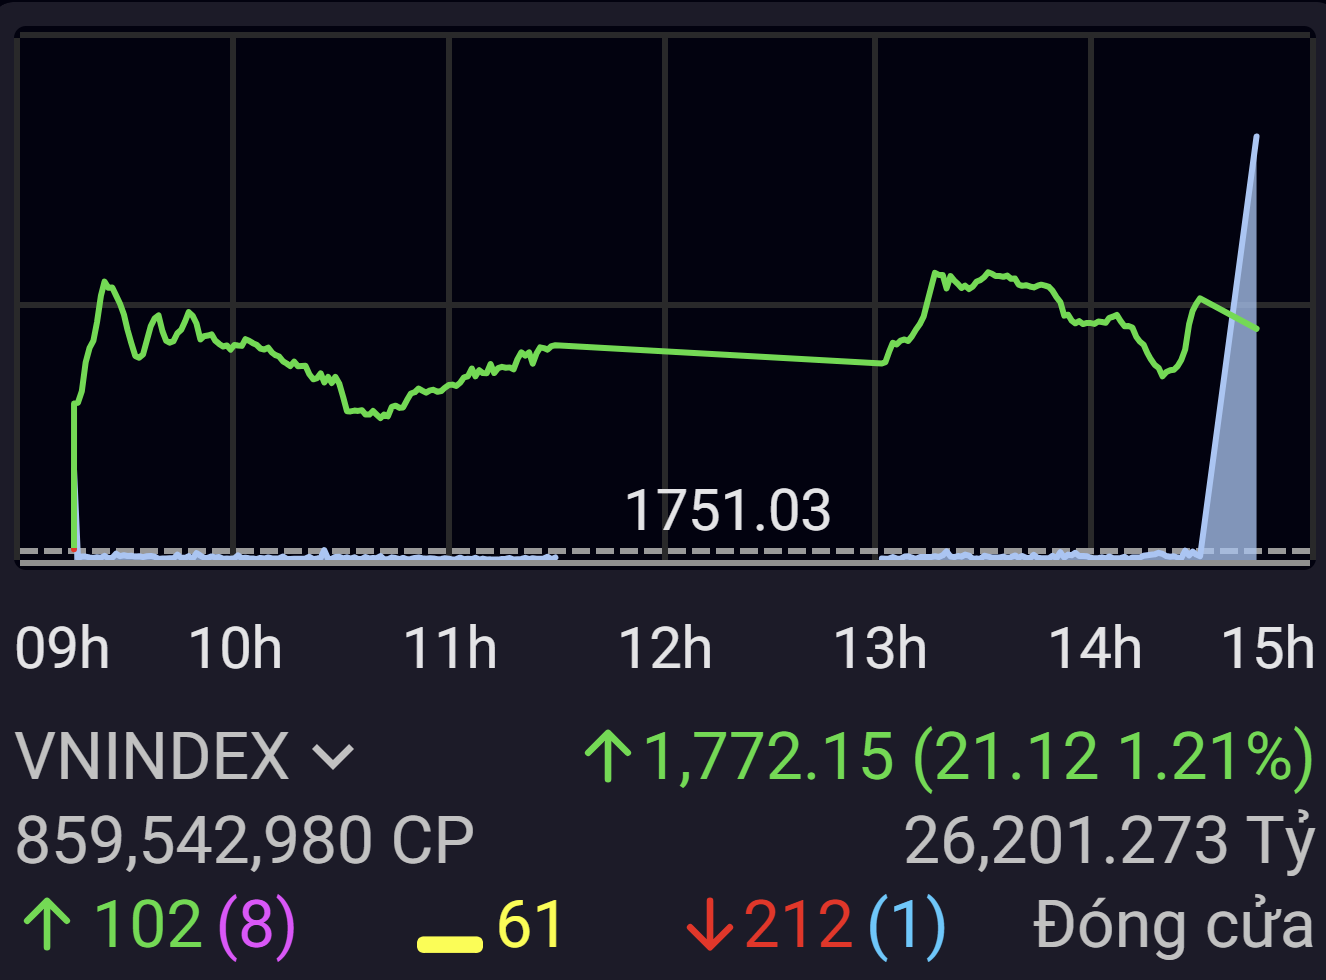 1751.03
09h 10h 11h 12h 13h 14h 15h
VNINDEX ↑1,772.15 (21.12 1.21%)
859,542,980 CP 26,201.273 Tỷ
↑ 102 (8) 61 ↓212 (1) Đóng cửa